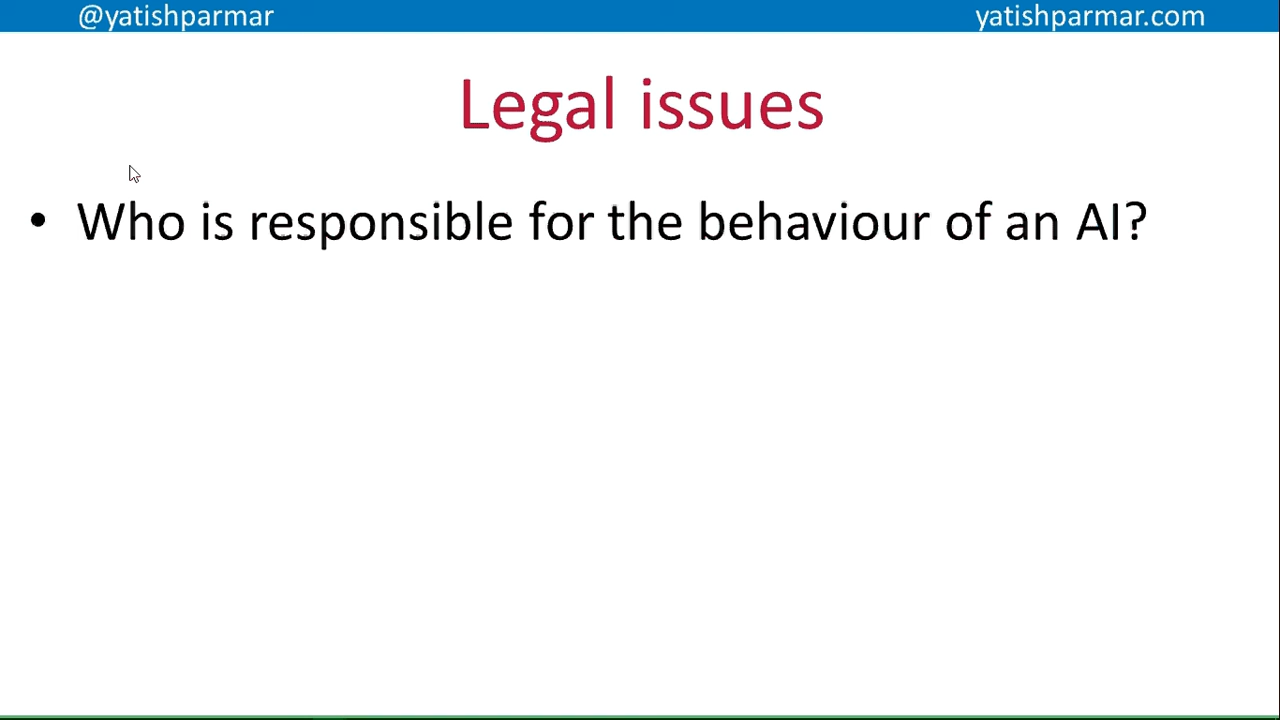 @yatishparmar yatishparmar.com
Legal issues
• Who is responsible for the behaviour of an AI?